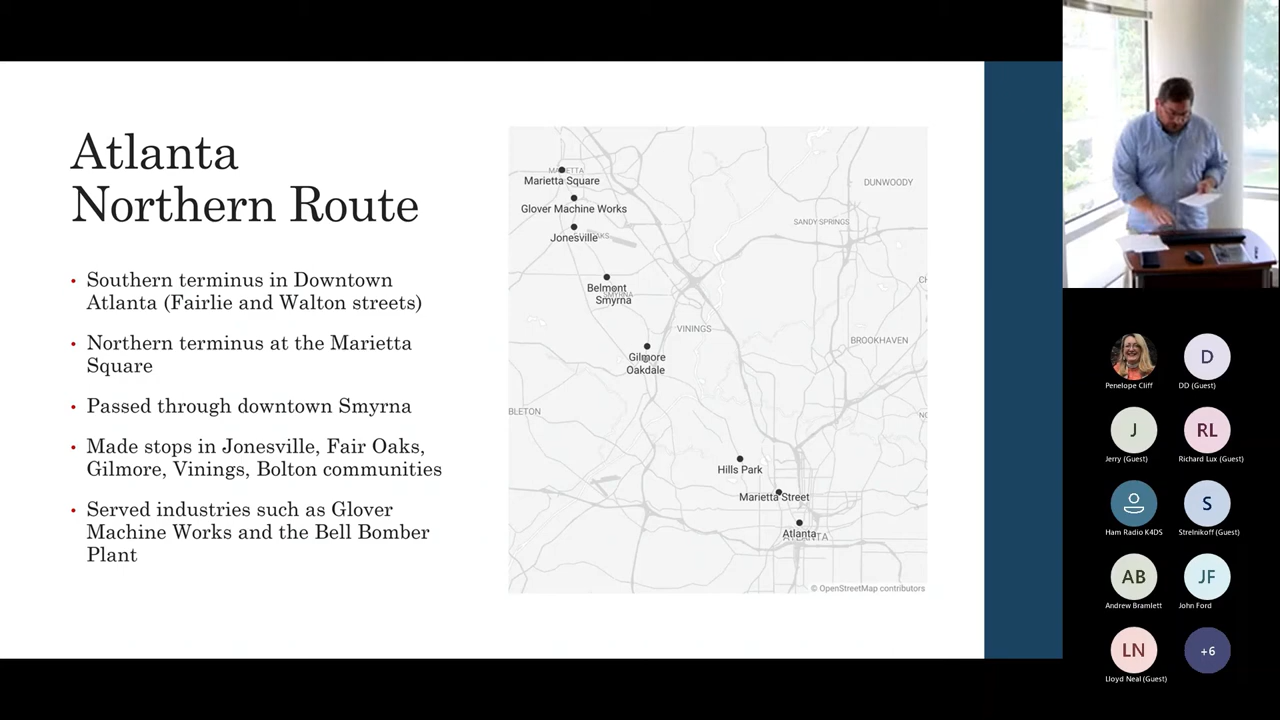 Atlanta
Northern Route
• Southern terminus in Downtown
Atlanta (Fairlie and Walton streets)
• Northern terminus at the Marietta
Square
• Passed through downtown Smyrna
• Made stops in Jonesville, Fair Oaks,
Gilmore, Vinings, Bolton communities
• Served industries such as Glover
Machine Works and the Bell Bomber
Plant
MARIETTA
Marietta Square
Glover Machine Works
Jonesville
Belmont
Smyrna
SMYRNA
Gilmore
Oakdale
DUNWOODY
SANDY SPRINGS
VININGS
BROOKHAVEN
BLETON
Hills Park
Marietta Street
Atlanta
ATLANTA
© OpenStreetMap contributors
D
Penelope Cliff
DD (Guest)
J
RL
Jerry (Guest)
Richard Lux (Guest)
S
Ham Radio K4DS
Strelnikoff (Guest)
AB
JF
Andrew Bramlett
John Ford
LN
+6
Lloyd Neal (Guest)